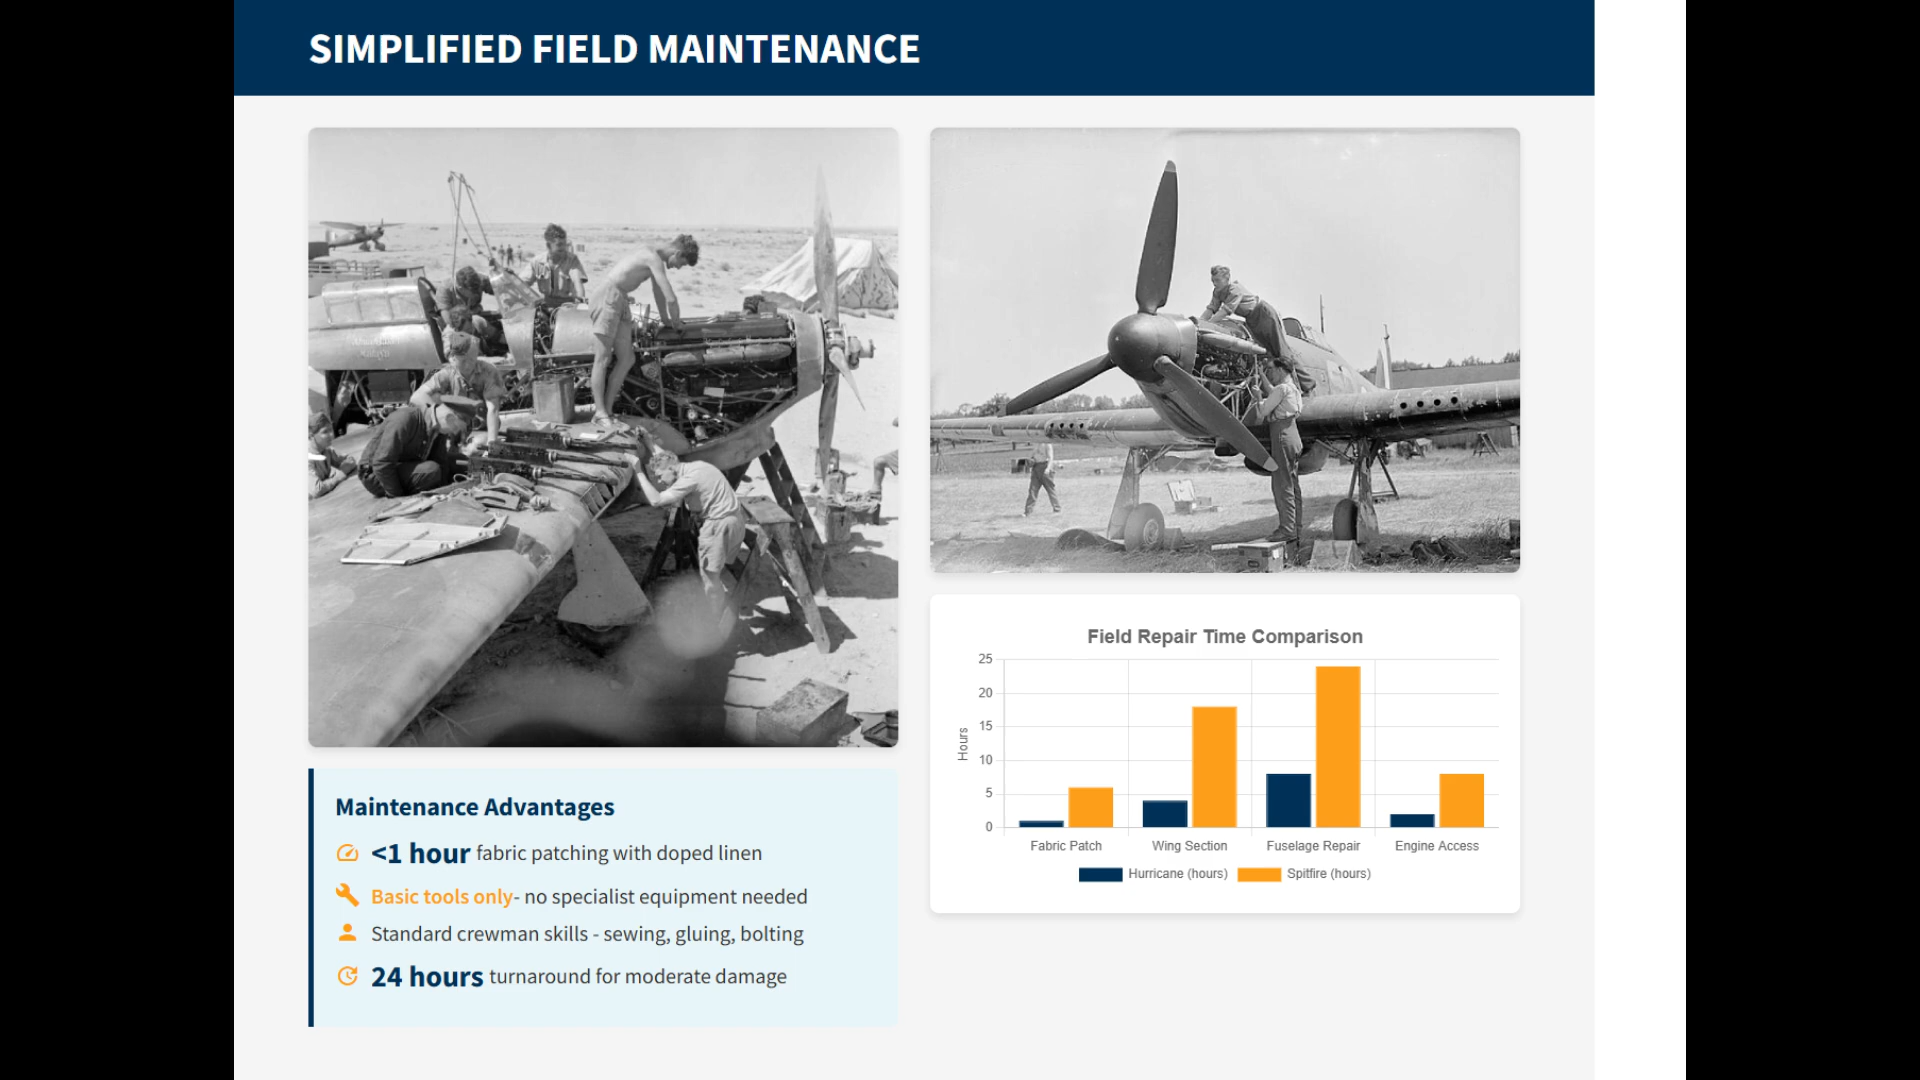 SIMPLIFIED FIELD MAINTENANCE
Maintenance Advantages
<1 hour fabric patching with doped linen
Basic tools only- no specialist equipment needed
Standard crewman skills - sewing, gluing, bolting
24 hours turnaround for moderate damage
Field Repair Time Comparison
Hours
25
20
15
10
5
0
Fabric Patch Wing Section Fuselage Repair Engine Access
Hurricane (hours) Spitfire (hours)